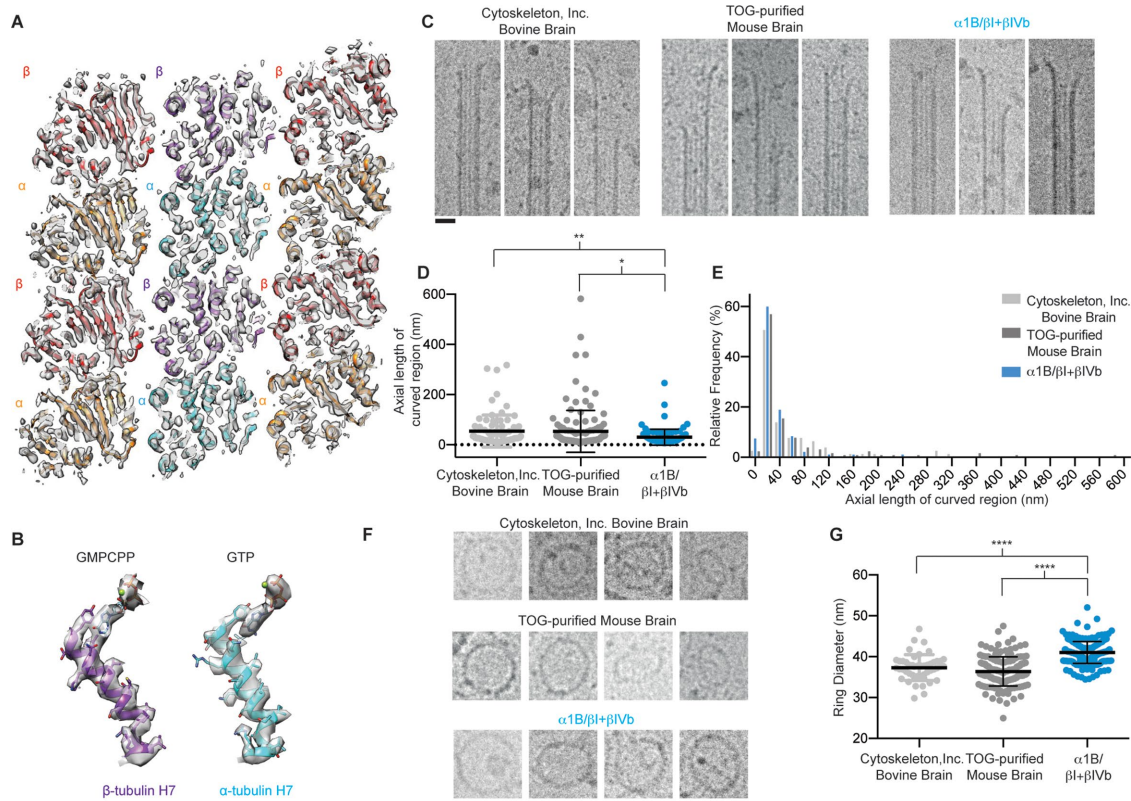 A
β
β
β
α
α
α
β
β
β
α
α
α
B
GMPCPP
GTP
β-tubulin H7
α-tubulin H7
C
Cytoskeleton, Inc.
Bovine Brain
TOG-purified
Mouse Brain
α1B/βI+βIVb
D
**
*
Axial length of
curved region (nm)
600
400
200
0
Cytoskeleton,Inc.
Bovine Brain
TOG-purified
Mouse Brain
α1B/
βI+βIVb
E
Relative Frequency (%)
60
40
20
0
0
40
80
120
160
200
240
280
320
360
400
440
480
520
560
600
Axial length of curved region (nm)
Cytoskeleton, Inc.
Bovine Brain
TOG-purified
Mouse Brain
α1B/βI+βIVb
F
Cytoskeleton, Inc. Bovine Brain
TOG-purified Mouse Brain
α1B/βI+βIVb
G
****
****
Ring Diameter (nm)
60
50
40
30
20
Cytoskeleton,Inc.
Bovine Brain
TOG-purified
Mouse Brain
α1B/
βI+βIVb